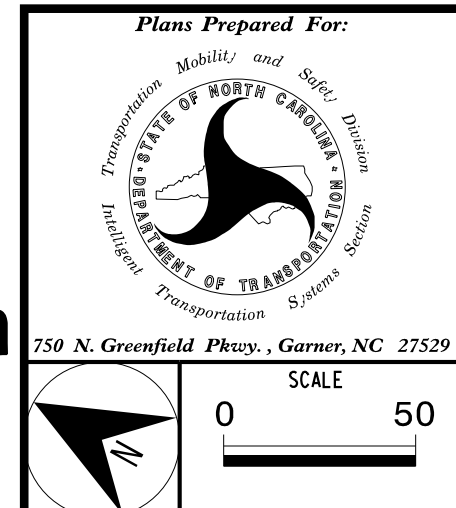 Plans Prepared For:
Transportation Mobility and Safety Division
STATE OF NORTH CAROLINA
DEPARTMENT OF TRANSPORTATION
Intelligent Transportation Systems Section
750 N. Greenfield Pkwy. , Garner, NC 27529
SCALE
0 50
N